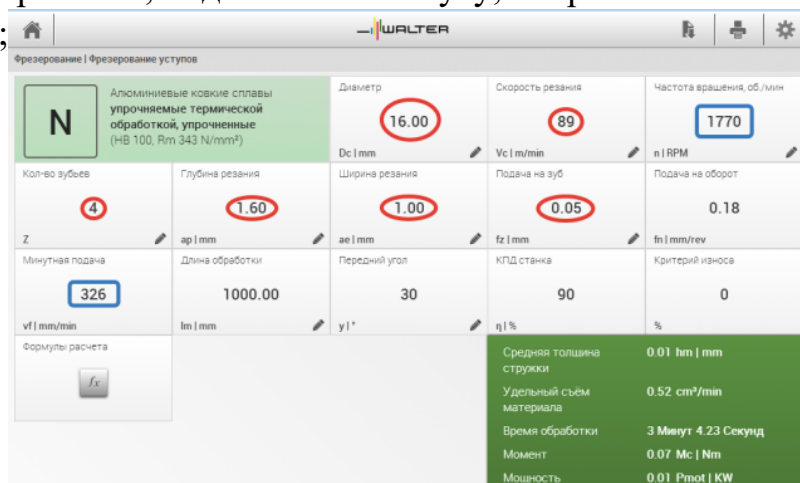 ;
WALTER
Фрезерование | Фрезерование уступов
N
Алюминиевые ковкие сплавы
упрочняемые термической
обработкой, упрочненные
(HB 100, Rm 343 N/mm²)
Диаметр
16.00
Dc | mm
Скорость резания
89
Vc | m/min
Частота вращения, об./мин
1770
n | RPM
Кол-во зубьев
4
Z
Глубина резания
1.60
ap | mm
Ширина резания
1.00
ae | mm
Подача на зуб
0.05
fz | mm
Подача на оборот
0.18
fn | mm/rev
Минутная подача
326
vf | mm/min
Длина обработки
1000.00
lm | mm
Передний угол
30
γ | °
КПД станка
90
η | %
Критерий износа
0
%
Формулы расчета
fx
Средняя толщина
стружки
0.01 hm | mm
Удельный съём
материала
0.52 cm³/min
Время обработки
3 Минут 4.23 Секунд
Момент
0.07 Mc | Nm
Мощность
0.01 Pmot | KW